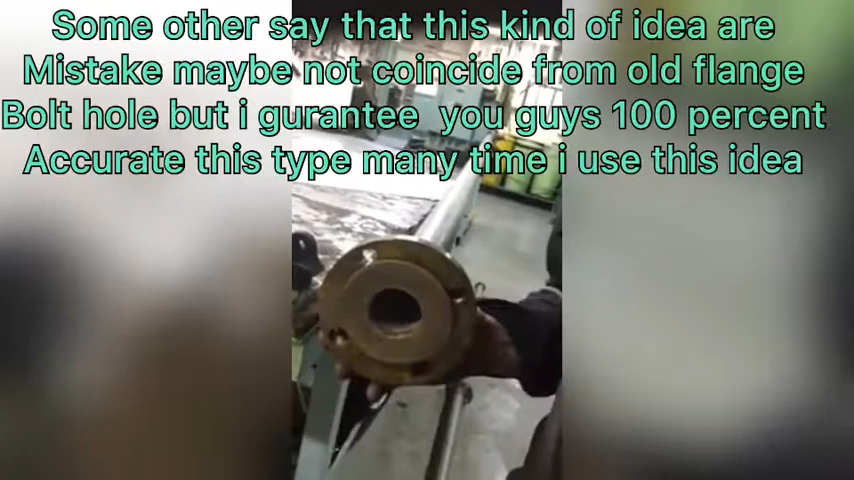 Some other say that this kind of idea are
Mistake maybe not coincide from old flange
Bolt hole but i gurantee you guys 100 percent
Accurate this type many time i use this idea